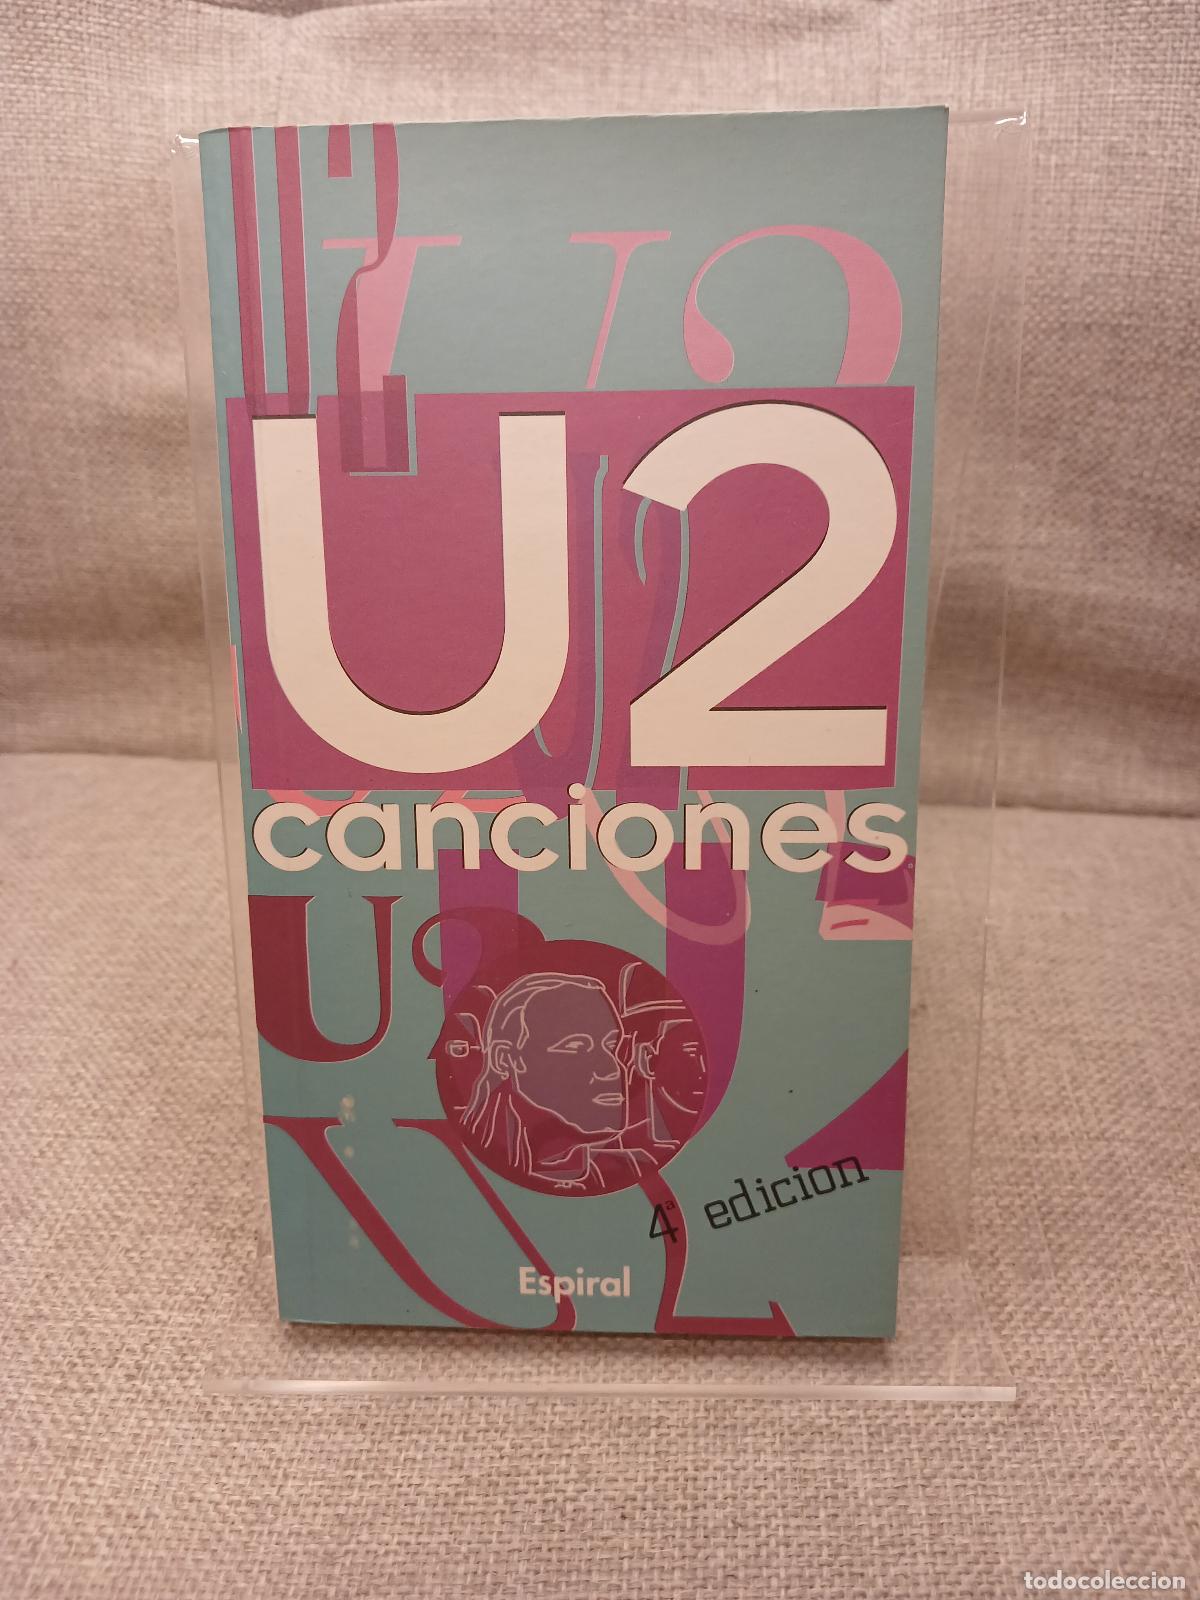 U2
canciones
4ª edicion
Espiral
todocoleccion